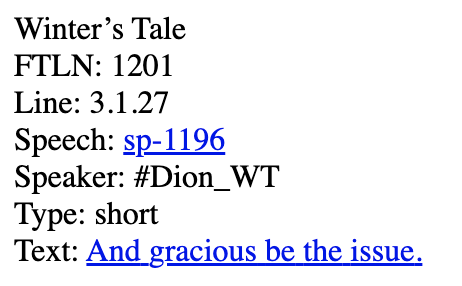 Winter’s Tale
FTLN: 1201
Line: 3.1.27
Speech: sp-1196
Speaker: #Dion_WT
Type: short
Text: And gracious be the issue.